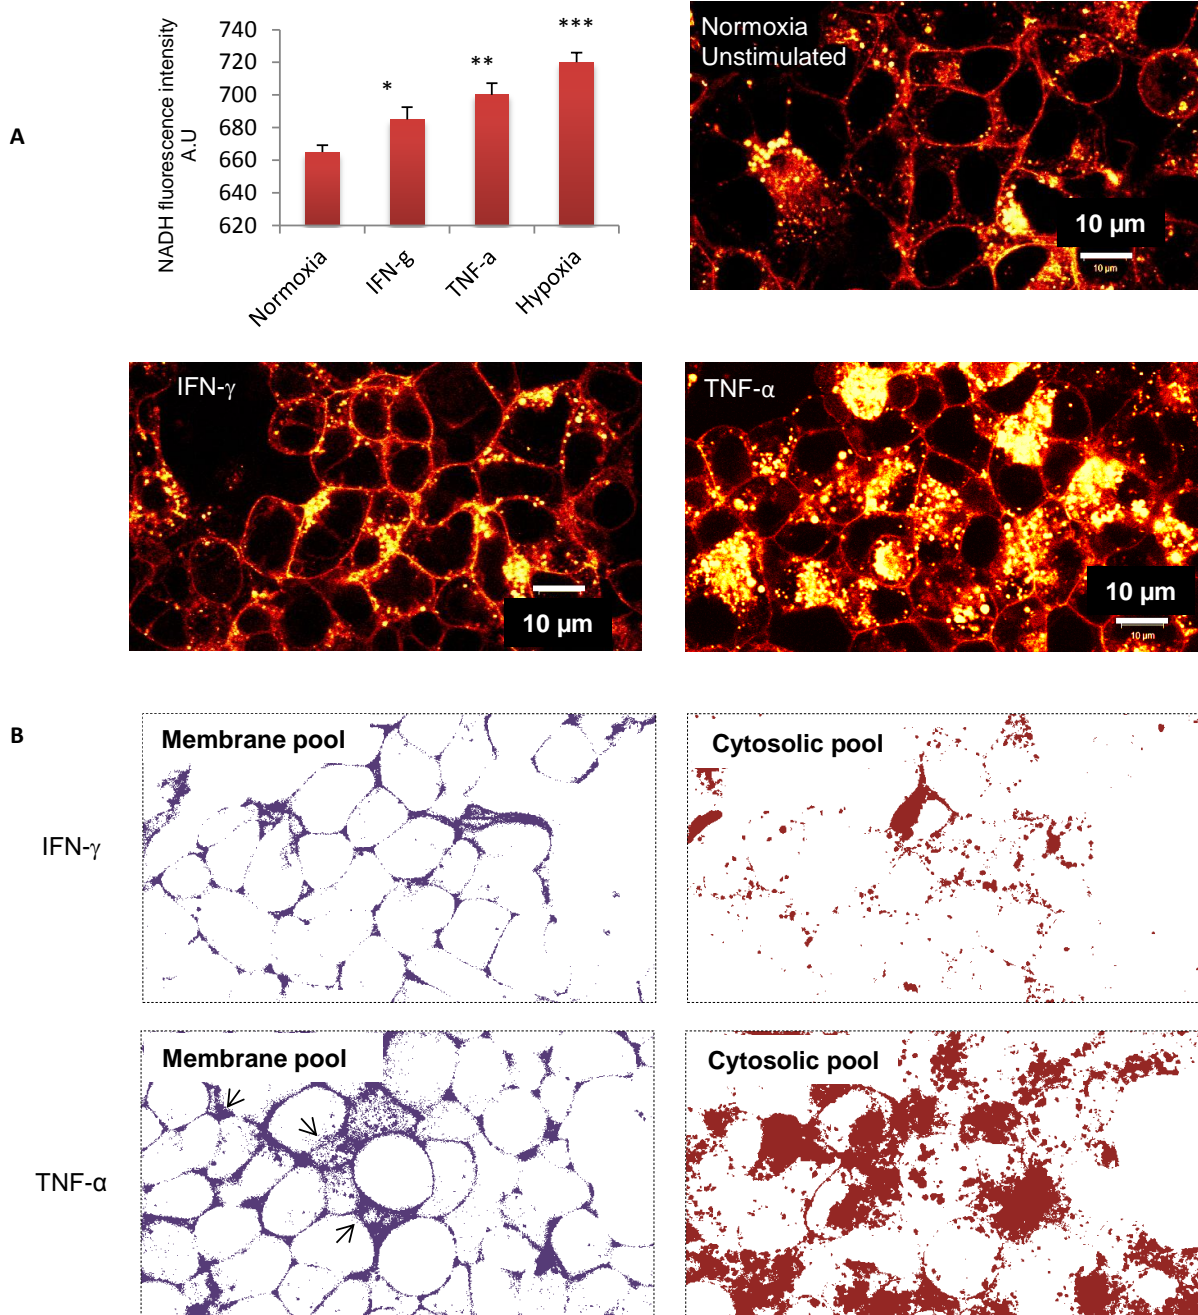 A
NADH fluorescence intensity
A.U
740
720
700
680
660
640
620
*
**
***
Normoxia
IFN-g
TNF-a
Hypoxia
Normoxia
Unstimulated
10 µm
10 µm
IFN-γ
10 µm
TNF-α
10 µm
10 µm
B
IFN-γ
Membrane pool
Cytosolic pool
TNF-α
Membrane pool
Cytosolic pool